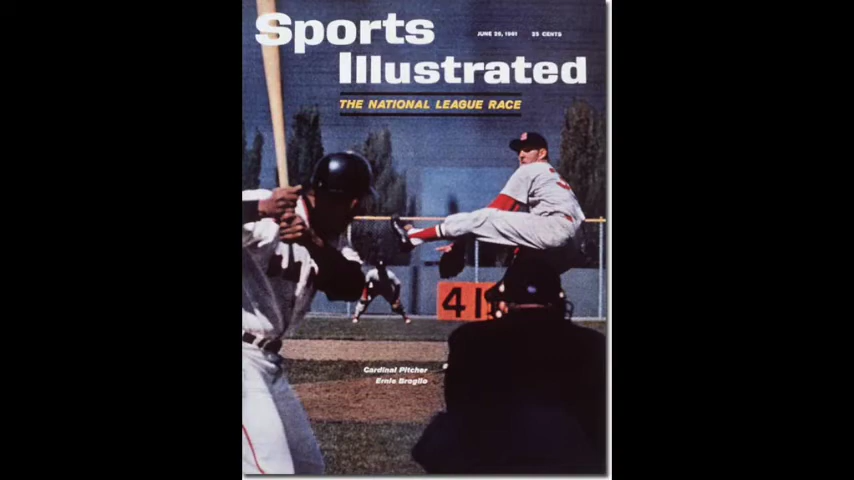 Sports
JUNE 26, 1961 25 CENTS
Illustrated
THE NATIONAL LEAGUE RACE
41
Cardinal Pitcher
Ernie Broglio